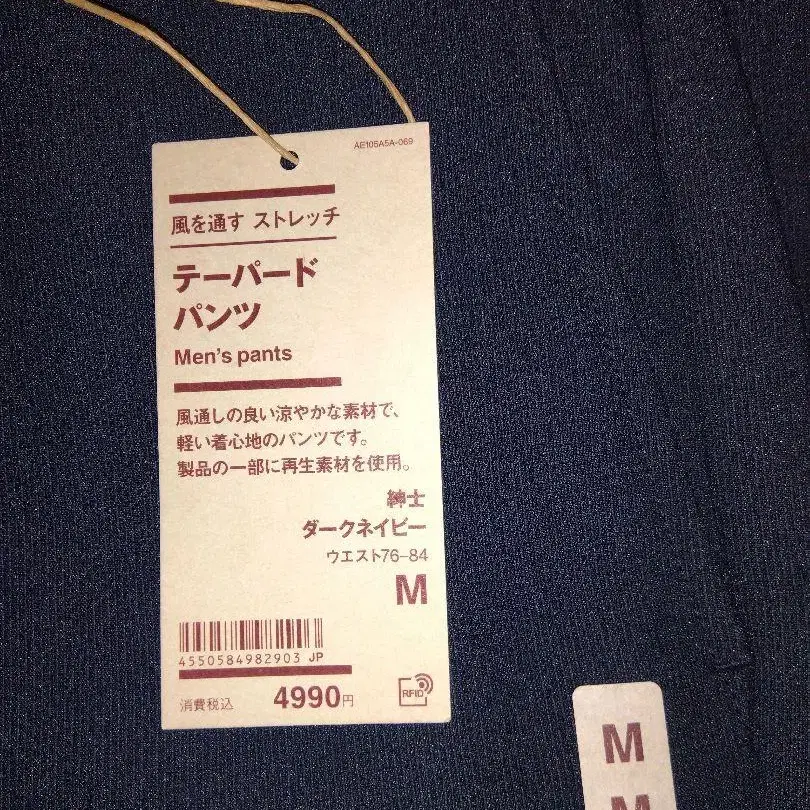 AE106A5A-069
風を通す ストレッチ
テーパード
パンツ
Men's pants
風通しの良い涼やかな素材で、
軽い着心地のパンツです。
製品の一部に再生素材を使用。
紳士
ダークネイビー
ウエスト76-84
M
4550584982903 JP
消費税込 4990円
RFID
M
M